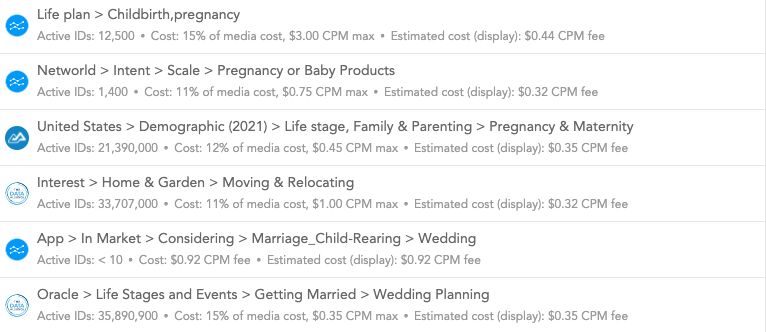 Life plan > Childbirth,pregnancy
Active IDs: 12,500 • Cost: 15% of media cost, $3.00 CPM max • Estimated cost (display): $0.44 CPM fee
Networld > Intent > Scale > Pregnancy or Baby Products
Active IDs: 1,400 • Cost: 11% of media cost, $0.75 CPM max • Estimated cost (display): $0.32 CPM fee
United States > Demographic (2021) > Life stage, Family & Parenting > Pregnancy & Maternity
Active IDs: 21,390,000 • Cost: 12% of media cost, $0.45 CPM max • Estimated cost (display): $0.35 CPM fee
Interest > Home & Garden > Moving & Relocating
Active IDs: 33,707,000 • Cost: 11% of media cost, $1.00 CPM max • Estimated cost (display): $0.32 CPM fee
App > In Market > Considering > Marriage_Child-Rearing > Wedding
Active IDs: < 10 • Cost: $0.92 CPM fee • Estimated cost (display): $0.92 CPM fee
Oracle > Life Stages and Events > Getting Married > Wedding Planning
Active IDs: 35,890,900 • Cost: 15% of media cost, $0.35 CPM max • Estimated cost (display): $0.35 CPM fee